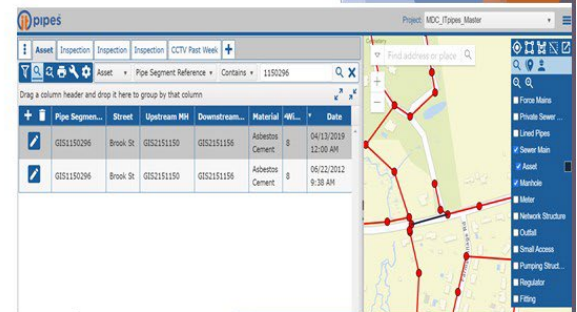 itpipes
Project: MDC_ITpipes_Master
Asset Inspection Inspection Inspection CCTV Past Week
Asset Pipe Segment Reference Contains 1150296
Drag a column header and drop it here to group by that column
Pipe Segmen... Street Upstream MH Downstream... Material Wi... Date
GIS1150296 Brook St GIS2151150 GIS2151156 Asbestos Cement 8 04/13/2019 12:00 AM
GIS1150296 Brook St GIS2151150 GIS2151156 Asbestos Cement 8 06/22/2012 9:38 AM
Cemetery
Find address or place
Force Mains
Private Sewer ...
Lined Pipes
Sewer Main
Asset
Manhole
Meter
Network Structure
Outfall
Small Access
Pumping Struct...
Regulator
Fitting